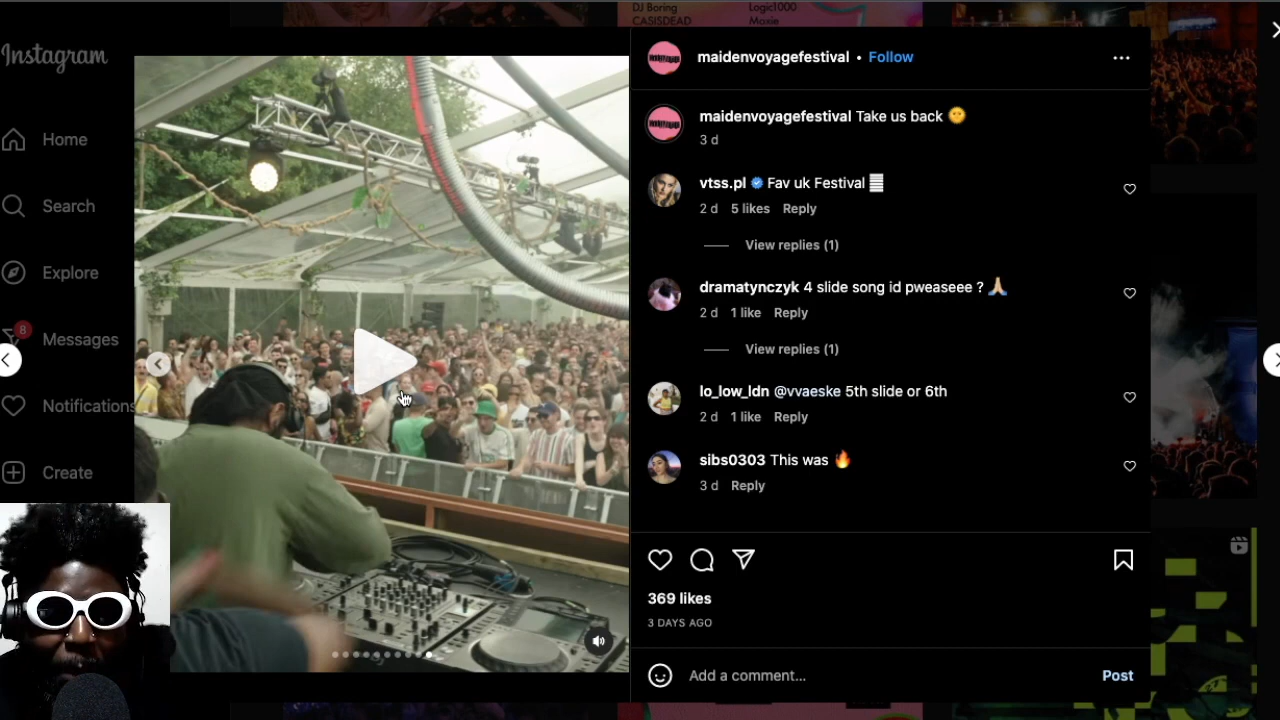 DJ Boring
Logic1000
CASISDEAD
Moxie
Instagram
Home
Search
Explore
8
Messages
Notifications
Create
maidenvoyagefestival • Follow
maidenvoyagefestival Take us back 🌞
3 d
vtss.pl Fav uk Festival
2 d 5 likes Reply
View replies (1)
dramatynczyk 4 slide song id pweaseee ? 🙏🏼
2 d 1 like Reply
View replies (1)
lo_low_ldn @vvaeske 5th slide or 6th
2 d 1 like Reply
sibs0303 This was 🔥
3 d Reply
369 likes
3 DAYS AGO
Add a comment...
Post